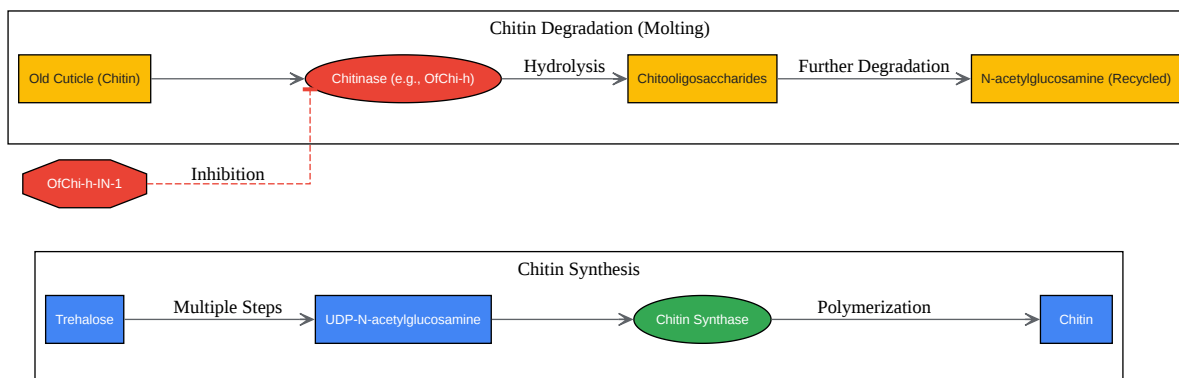 Chitin Degradation (Molting)
Old Cuticle (Chitin)
Chitinase (e.g., OfChi-h)
Hydrolysis
Chitooligosaccharides
Further Degradation
N-acetylglucosamine (Recycled)
OfChi-h-IN-1
Inhibition
Chitin Synthesis
Trehalose
Multiple Steps
UDP-N-acetylglucosamine
Chitin Synthase
Polymerization
Chitin